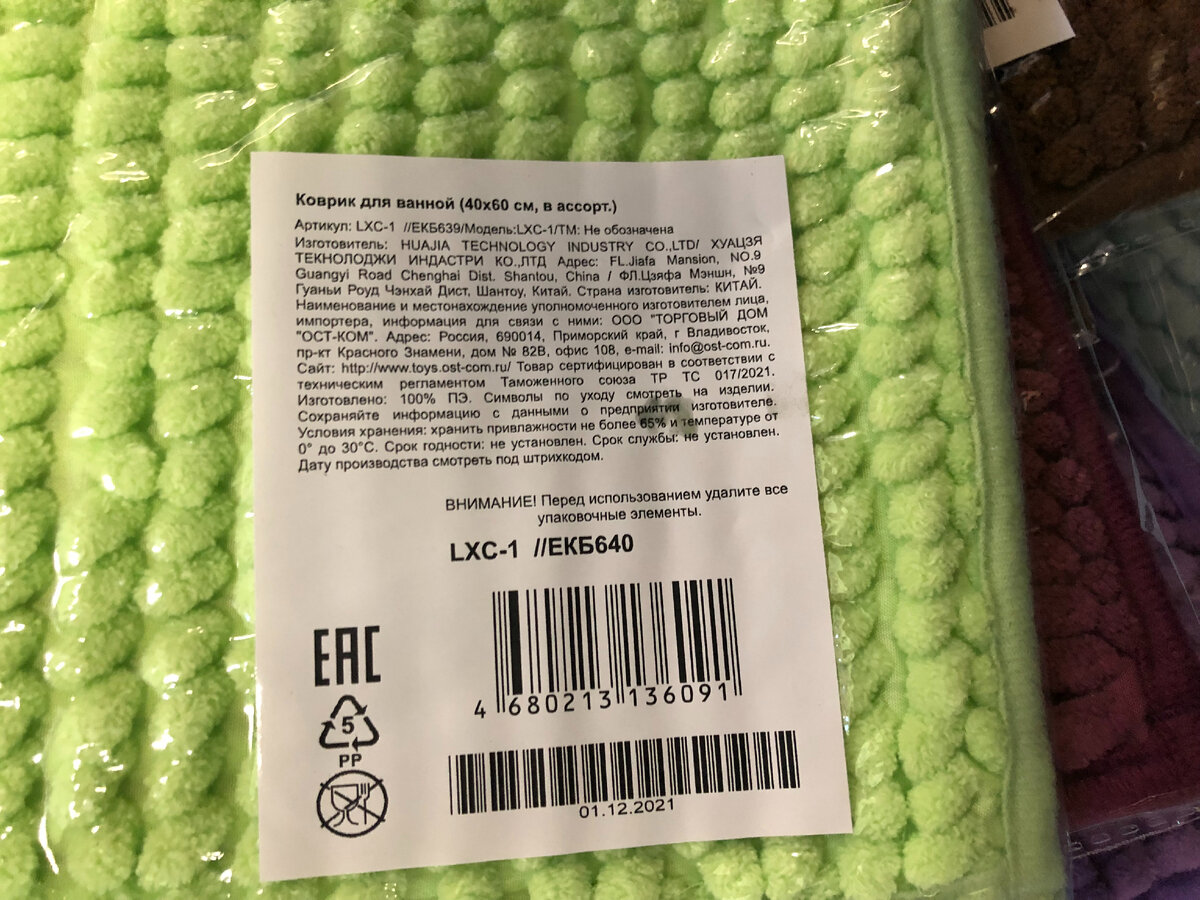 Коврик для ванной (40х60 см, в ассорт.)
Артикул: LXC-1 //ЕКБ639/Модель:LXC-1/ТМ: Не обозначена
Изготовитель: HUAJIA TECHNOLOGY INDUSTRY CO.,LTD/ ХУАЦЗЯ
ТЕКНОЛОДЖИ ИНДАСТРИ КО.,ЛТД Адрес: FL.Jiafa Mansion, NO.9
Guangyi Road Chenghai Dist. Shantou, China / ФЛ.Цзяфа Мэншн, №9
Гуаньи Роуд Чэнхай Дист, Шантоу, Китай. Страна изготовитель: КИТАЙ.
Наименование и местонахождение уполномоченного изготовителем лица,
импортера, информация для связи с ними: ООО "ТОРГОВЫЙ ДОМ
"ОСТ-КОМ". Адрес: Россия, 690014, Приморский край, г Владивосток,
пр-кт Красного Знамени, дом № 82В, офис 108, e-mail: info@ost-com.ru.
Сайт: http://www.toys.ost-com.ru/ Товар сертифицирован в соответствии с
техническим регламентом Таможенного союза ТР ТС 017/2021.
Изготовлено: 100% ПЭ. Символы по уходу смотреть на изделии.
Сохраняйте информацию с данными о предприятии изготовителе.
Условия хранения: хранить привлажности не более 65% и температуре от
0° до 30°С. Срок годности: не установлен. Срок службы: не установлен.
Дату производства смотреть под штрихкодом.
ВНИМАНИЕ! Перед использованием удалите все
упаковочные элементы.
LXC-1 //ЕКБ640
EAC
4 680213 136091
5
PP
01.12.2021